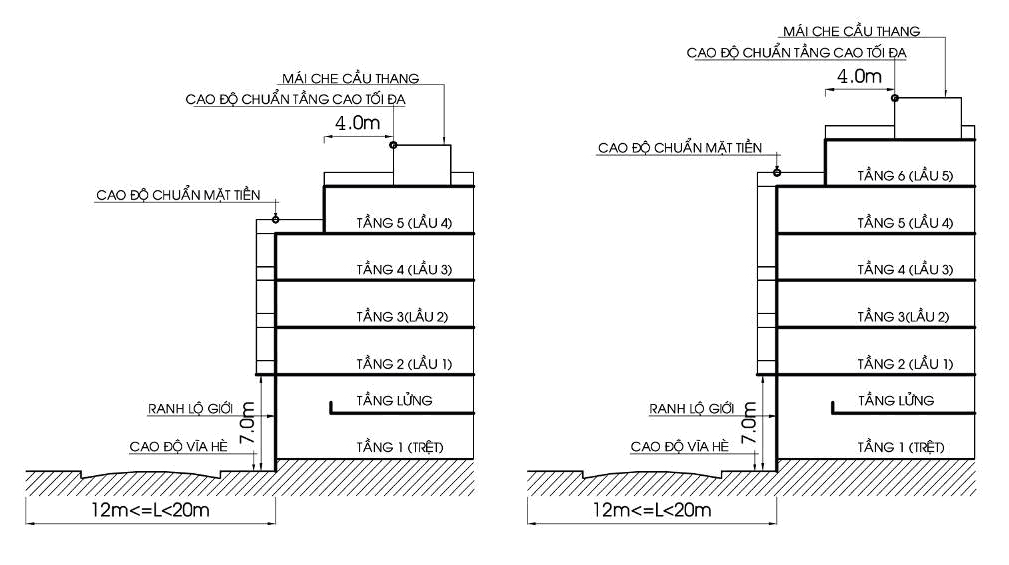 MÁI CHE CẦU THANG
CAO ĐỘ CHUẨN TẦNG CAO TỐI ĐA
4.0m
CAO ĐỘ CHUẨN MẶT TIỀN
TẦNG 5 (LẦU 4)
TẦNG 4 (LẦU 3)
TẦNG 3(LẦU 2)
TẦNG 2 (LẦU 1)
TẦNG LỬNG
RANH LỘ GIỚI
7.0m
CAO ĐỘ VĨA HÈ
TẦNG 1 (TRỆT)
12m<=L<20m
MÁI CHE CẦU THANG
CAO ĐỘ CHUẨN TẦNG CAO TỐI ĐA
4.0m
CAO ĐỘ CHUẨN MẶT TIỀN
TẦNG 6 (LẦU 5)
TẦNG 5 (LẦU 4)
TẦNG 4 (LẦU 3)
TẦNG 3(LẦU 2)
TẦNG 2 (LẦU 1)
TẦNG LỬNG
RANH LỘ GIỚI
7.0m
CAO ĐỘ VĨA HÈ
TẦNG 1 (TRỆT)
12m<=L<20m